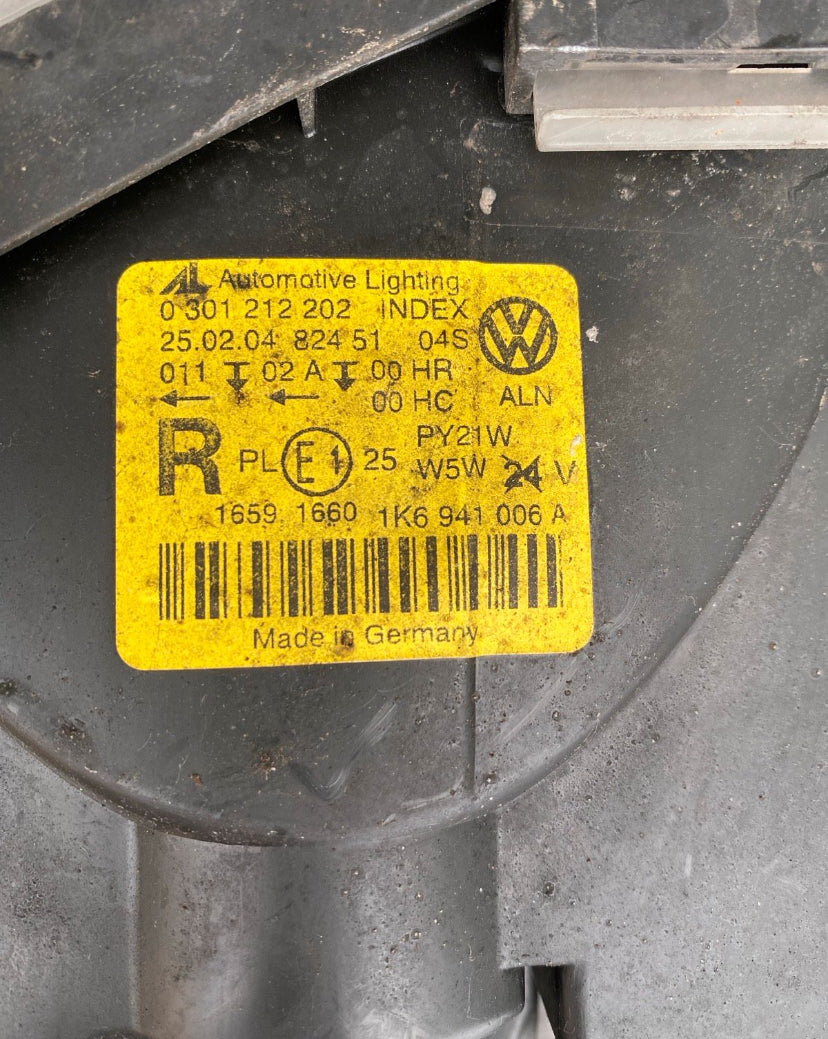 AL Automotive Lighting
0 301 212 202 INDEX
25.02.04 824 51 04S
011 02 A 00 HR
00 HC ALN
R PL E1 25 PY21W
W5W 24 V
1659 1660 1K6 941 006 A
Made in Germany